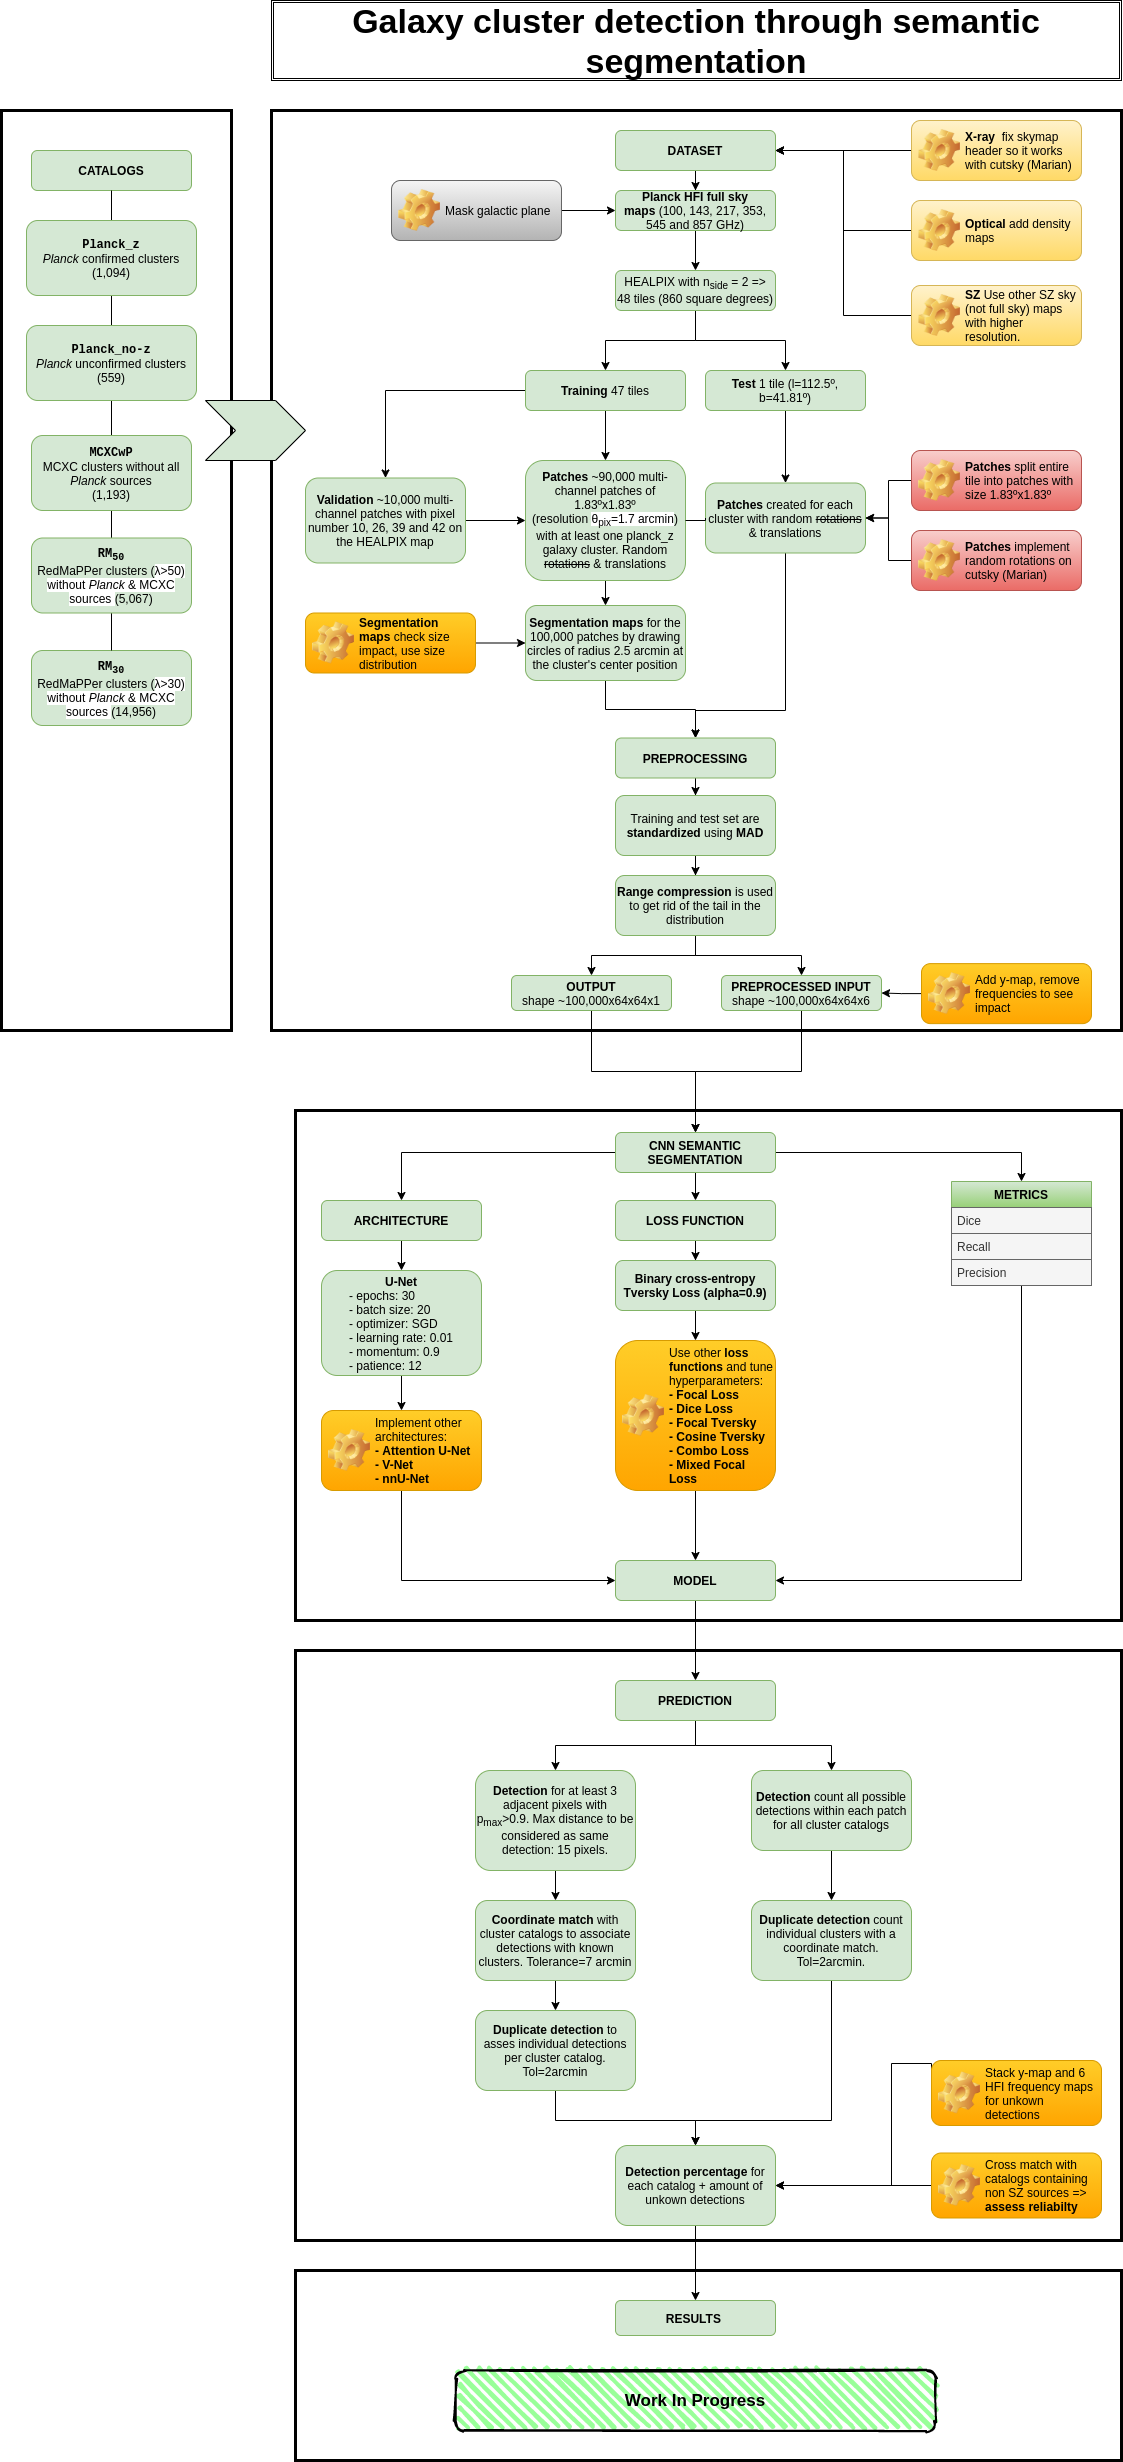 Galaxy cluster detection through semantic
segmentation
CATALOGS
Planck_z
Planck confirmed clusters
(1,094)
Planck_no-z
Planck unconfirmed clusters
(559)
MCXCwP
MCXC clusters without all
Planck sources
(1,193)
RM50
RedMaPPer clusters (λ>50)
without Planck & MCXC
sources (5,067)
RM30
RedMaPPer clusters (λ>30)
without Planck & MCXC
sources (14,956)
DATASET
X-ray  fix skymap
header so it works
with cutsky (Marian)
Mask galactic plane
Planck HFI full sky
maps (100, 143, 217, 353,
545 and 857 GHz)
Optical add density
maps
HEALPIX with nside = 2 =>
48 tiles (860 square degrees)
SZ Use other SZ sky
(not full sky) maps
with higher
resolution.
Training 47 tiles
Test 1 tile (l=112.5º,
b=41.81º)
Validation ~10,000 multi-
channel patches with pixel
number 10, 26, 39 and 42 on
the HEALPIX map
Patches ~90,000 multi-
channel patches of
1.83ºx1.83º
(resolution θpix=1.7 arcmin)
with at least one planck_z
galaxy cluster. Random
rotations & translations
Patches created for each
cluster with random rotations
& translations
Patches split entire
tile into patches with
size 1.83ºx1.83º
Patches implement
random rotations on
cutsky (Marian)
Segmentation
maps check size
impact, use size
distribution
Segmentation maps for the
100,000 patches by drawing
circles of radius 2.5 arcmin at
the cluster's center position
PREPROCESSING
Training and test set are
standardized using MAD
Range compression is used
to get rid of the tail in the
distribution
OUTPUT
shape ~100,000x64x64x1
PREPROCESSED INPUT
shape ~100,000x64x64x6
Add y-map, remove
frequencies to see
impact
CNN SEMANTIC
SEGMENTATION
ARCHITECTURE
LOSS FUNCTION
METRICS
Dice
Recall
Precision
U-Net
- epochs: 30
- batch size: 20
- optimizer: SGD
- learning rate: 0.01
- momentum: 0.9
- patience: 12
Binary cross-entropy
Tversky Loss (alpha=0.9)
Implement other
architectures:
- Attention U-Net
- V-Net
- nnU-Net
Use other loss
functions and tune
hyperparameters:
- Focal Loss
- Dice Loss
- Focal Tversky
- Cosine Tversky
- Combo Loss
- Mixed Focal
Loss
MODEL
PREDICTION
Detection for at least 3
adjacent pixels with
pmax>0.9. Max distance to be
considered as same
detection: 15 pixels.
Detection count all possible
detections within each patch
for all cluster catalogs
Coordinate match with
cluster catalogs to associate
detections with known
clusters. Tolerance=7 arcmin
Duplicate detection count
individual clusters with a
coordinate match.
Tol=2arcmin.
Duplicate detection to
asses individual detections
per cluster catalog.
Tol=2arcmin
Stack y-map and 6
HFI frequency maps
for unkown
detections
Detection percentage for
each catalog + amount of
unkown detections
Cross match with
catalogs containing
non SZ sources =>
assess reliabilty
RESULTS
Work In Progress